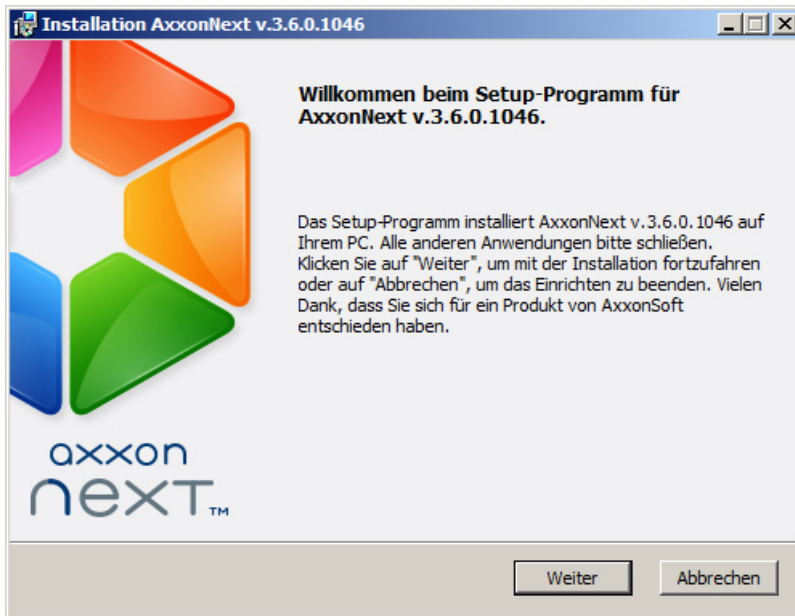 Installation AxxonNext v.3.6.0.1046
Willkommen beim Setup-Programm für
AxxonNext v.3.6.0.1046.
Das Setup-Programm installiert AxxonNext v.3.6.0.1046 auf
Ihrem PC. Alle anderen Anwendungen bitte schließen.
Klicken Sie auf "Weiter", um mit der Installation fortzufahren
oder auf "Abbrechen", um das Einrichten zu beenden. Vielen
Dank, dass Sie sich für ein Produkt von AxxonSoft
entschieden haben.
axxon
next™
Weiter
Abbrechen